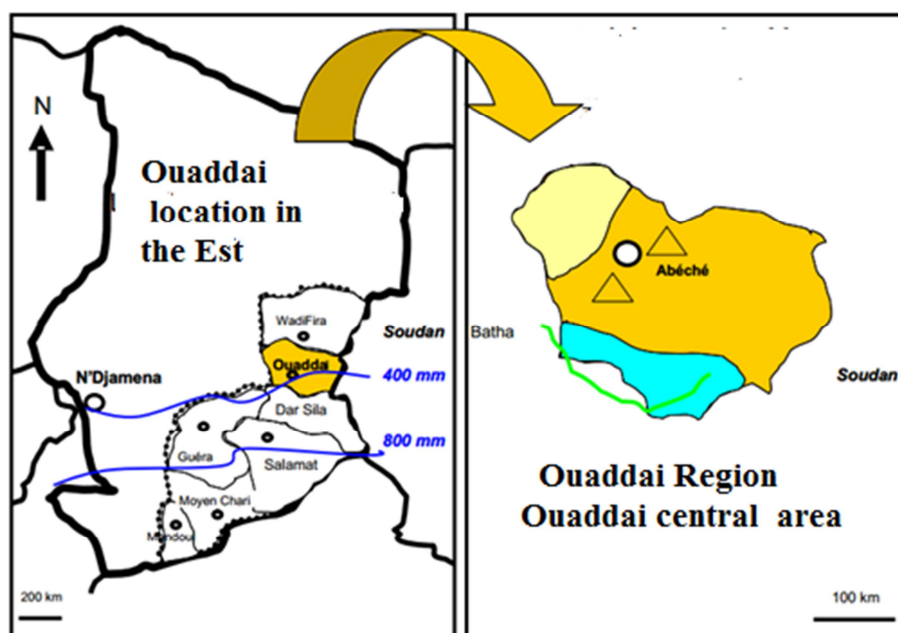 N
Ouaddai
location in
the Est
WadiFira
Soudan
Ouaddai
400 mm
N'Djamena
Dar Sila
800 mm
Guéra
Salamat
Moyen Chari
Mandoul
200 km
Abéché
Batha
Soudan
Ouaddai Region
Ouaddai central area
100 km